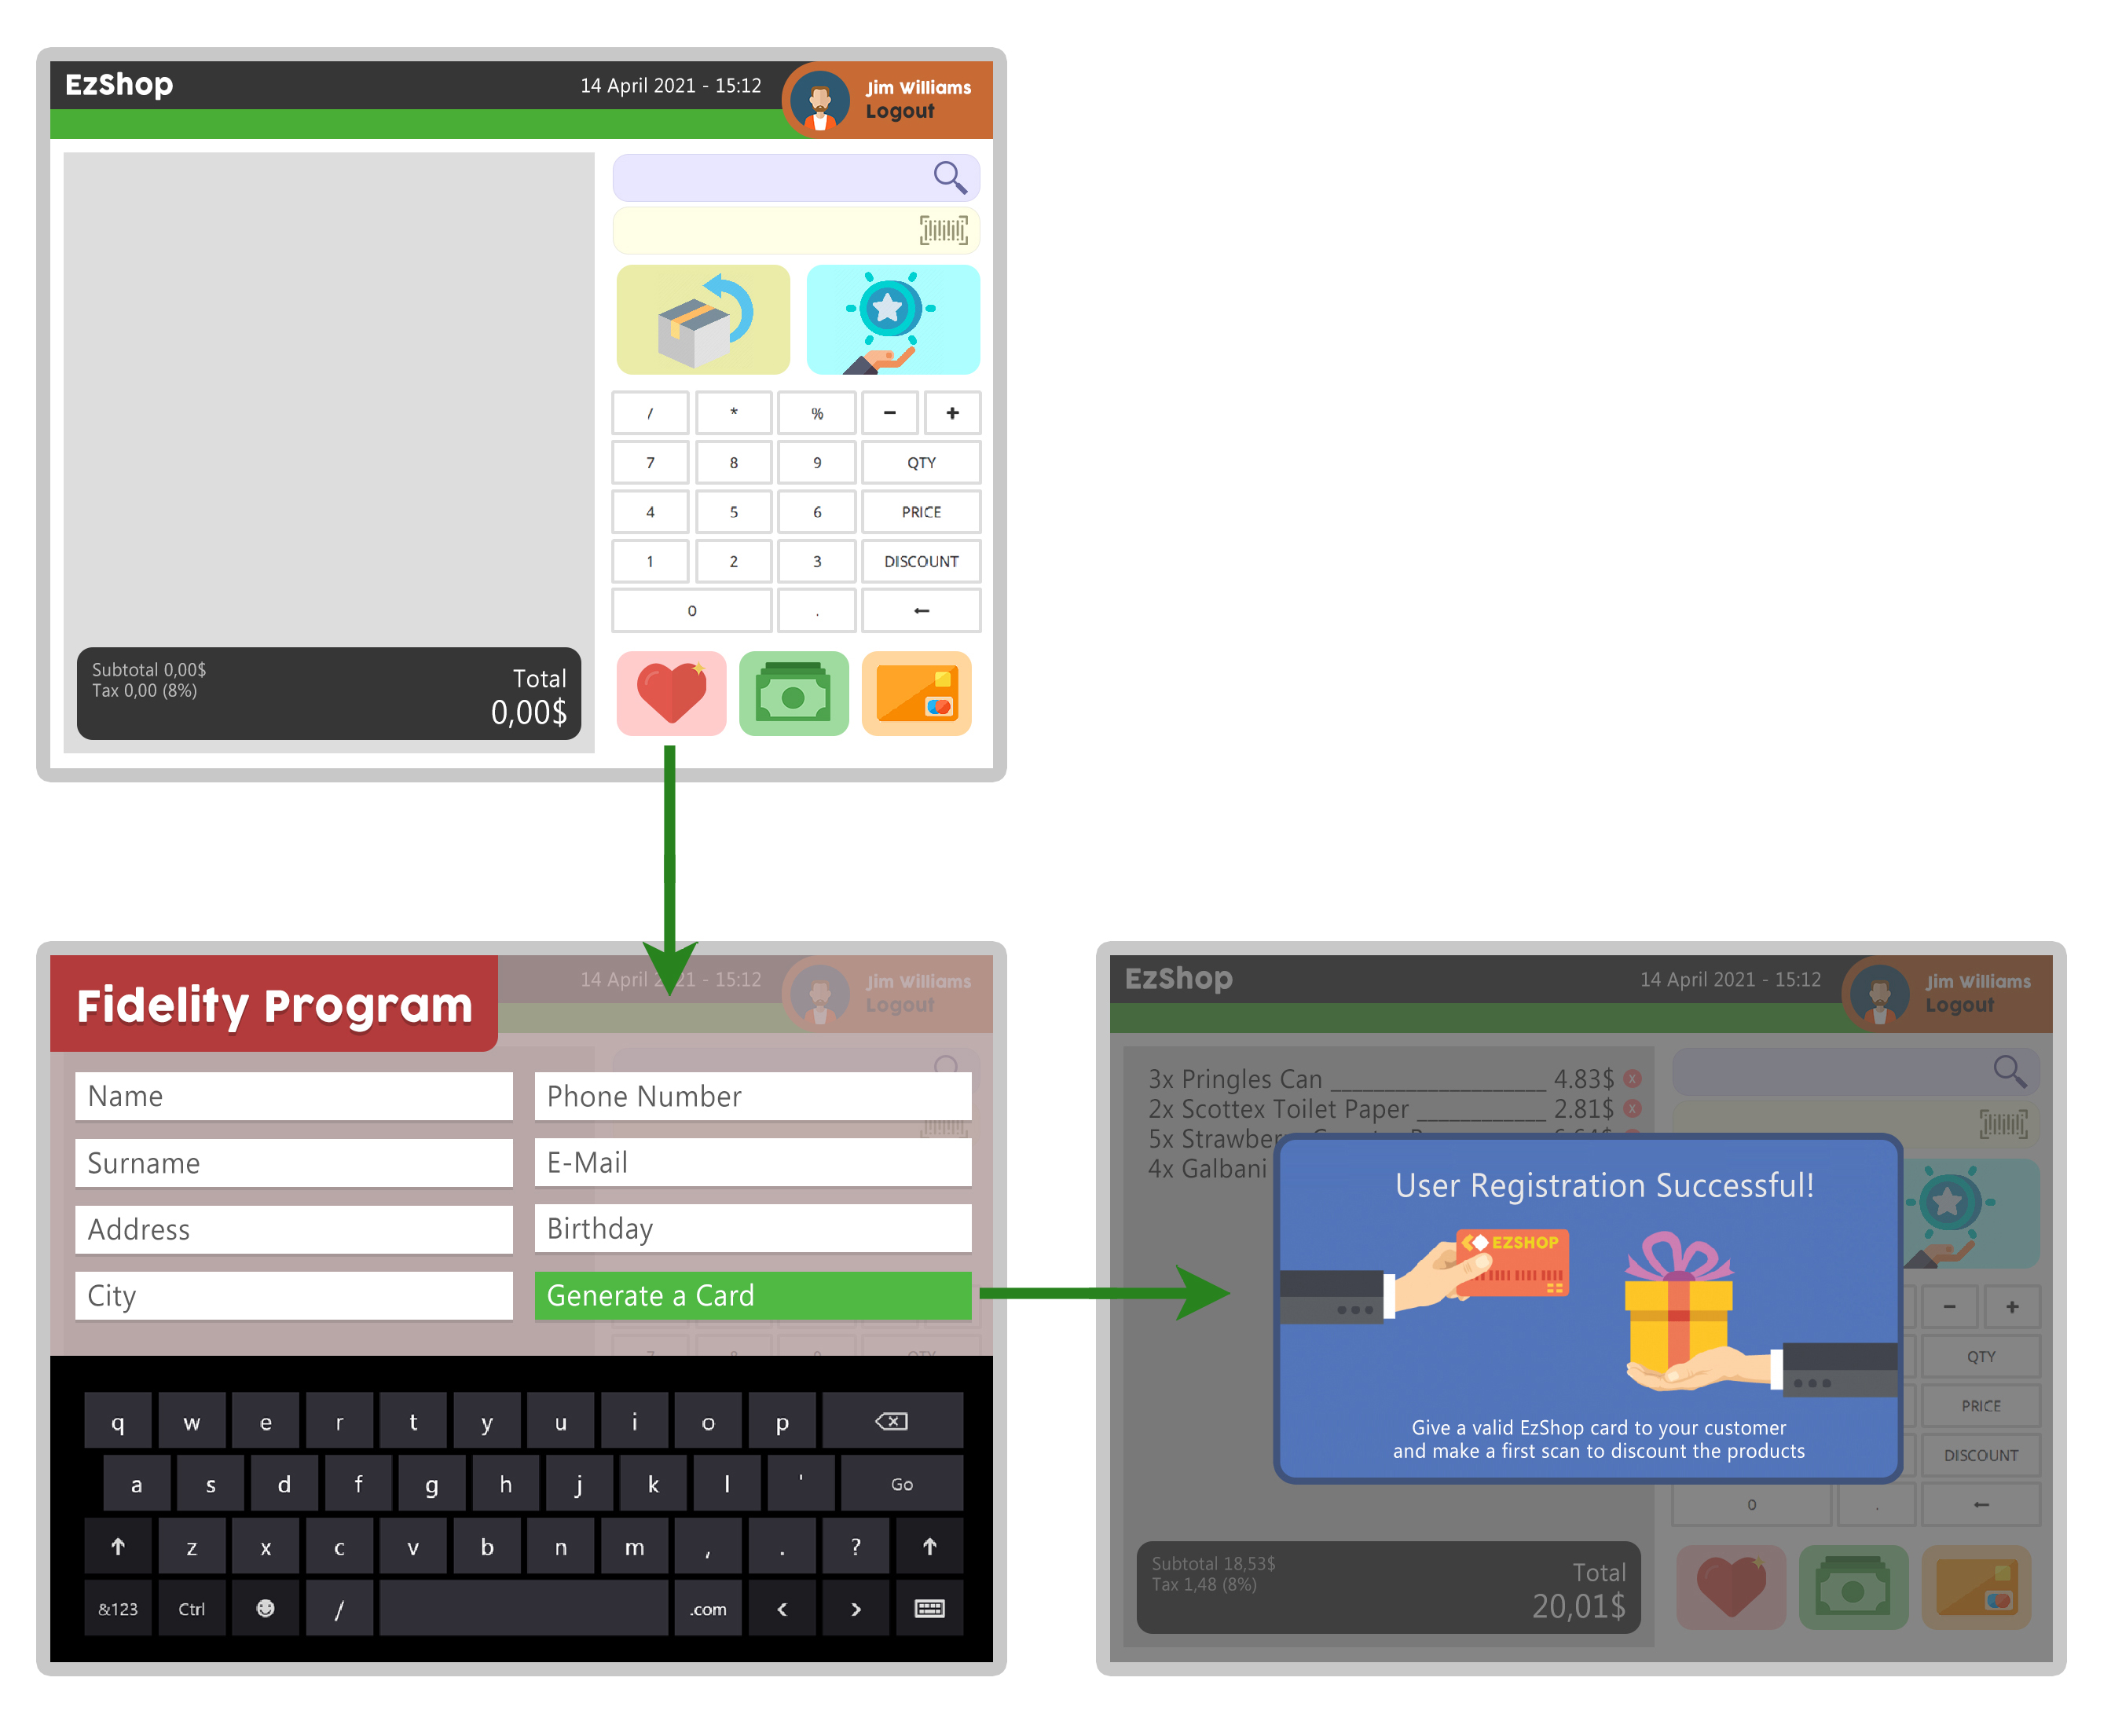 EzShop
14 April 2021 - 15:12
Jim Williams
Logout
/ * % - +
7 8 9 QTY
4 5 6 PRICE
1 2 3 DISCOUNT
0 . ←
Subtotal 0,00$
Tax 0,00 (8%)
Total
0,00$
Fidelity Program
14 April 2021 - 15:12
Jim Williams
Logout
Name
Phone Number
Surname
E-Mail
Address
Birthday
City
Generate a Card
q w e r t y u i o p
a s d f g h j k l ' Go
↑ z x c v b n m , . ? ↑
&123 Ctrl / .com < >
EzShop
14 April 2021 - 15:12
Jim Williams
Logout
3x Pringles Can ____________________ 4.83$ x
2x Scottex Toilet Paper ____________ 2.81$ x
5x
4x Galbani
User Registration Successful!
EZSHOP
Give a valid EzShop card to your customer
and make a first scan to discount the products
- +
QTY
PRICE
DISCOUNT
0 . ←
Subtotal 18,53$
Tax 1,48 (8%)
Total
20,01$